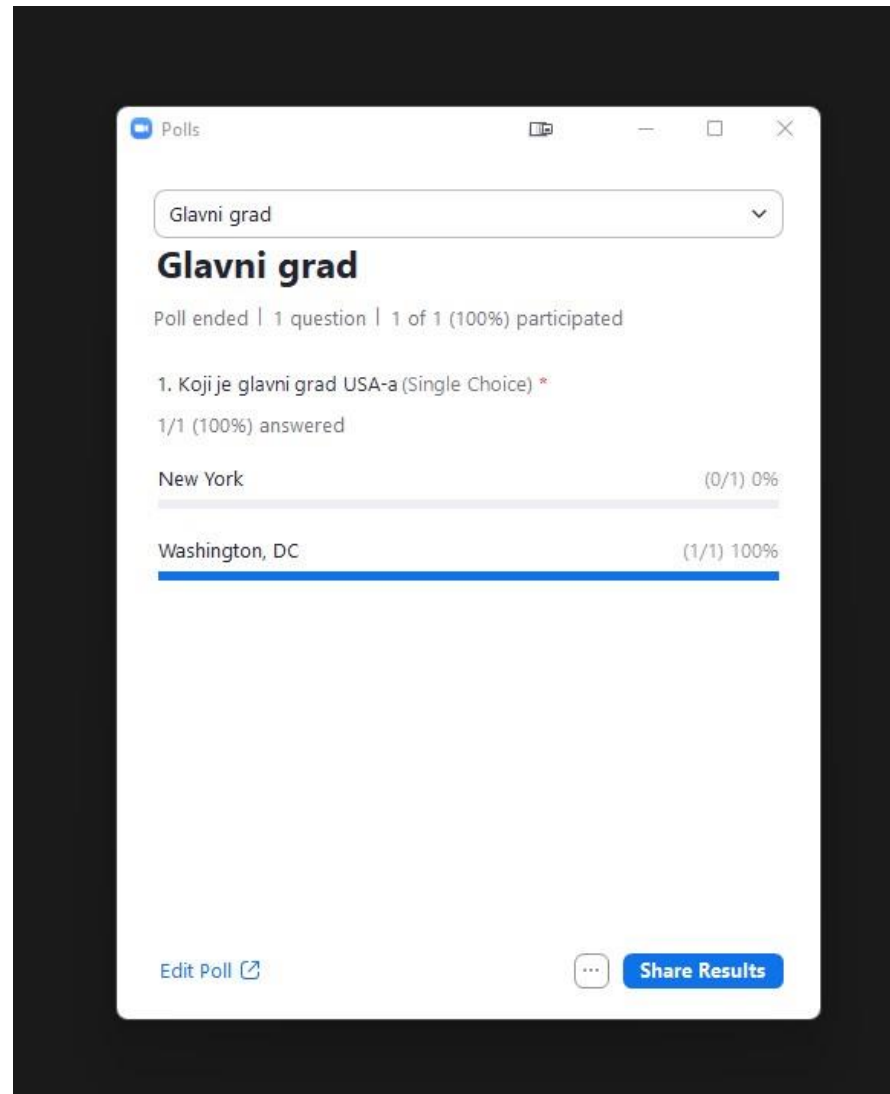 Polls
Glavni grad
Glavni grad
Poll ended | 1 question | 1 of 1 (100%) participated
1. Koji je glavni grad USA-a (Single Choice) *
1/1 (100%) answered
New York (0/1) 0%
Washington, DC (1/1) 100%
Edit Poll
Share Results